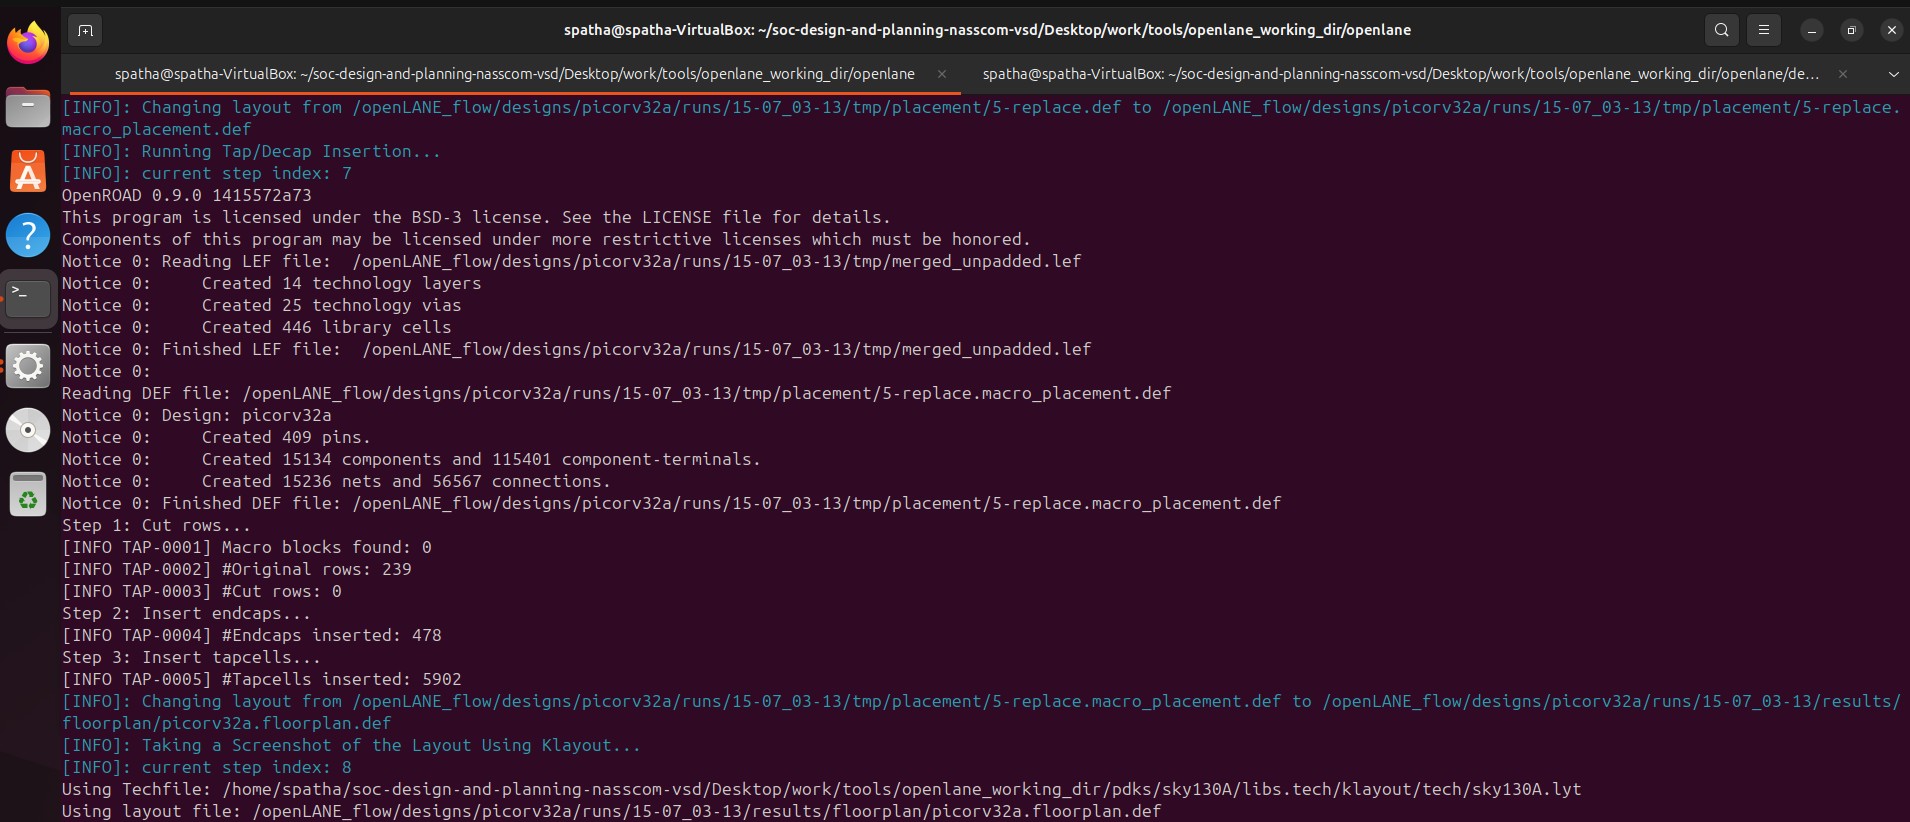 spatha@spatha-VirtualBox: ~/soc-design-and-planning-nasscom-vsd/Desktop/work/tools/openlane_working_dir/openlane
spatha@spatha-VirtualBox: ~/soc-design-and-planning-nasscom-vsd/Desktop/work/tools/openlane_working_dir/openlane
spatha@spatha-VirtualBox: ~/soc-design-and-planning-nasscom-vsd/Desktop/work/tools/openlane_working_dir/openlane/de...
[INFO]: Changing layout from /openLANE_flow/designs/picorv32a/runs/15-07_03-13/tmp/placement/5-replace.def to /openLANE_flow/designs/picorv32a/runs/15-07_03-13/tmp/placement/5-replace.
macro_placement.def
[INFO]: Running Tap/Decap Insertion...
[INFO]: current step index: 7
OpenROAD 0.9.0 1415572a73
This program is licensed under the BSD-3 license. See the LICENSE file for details.
Components of this program may be licensed under more restrictive licenses which must be honored.
Notice 0: Reading LEF file:  /openLANE_flow/designs/picorv32a/runs/15-07_03-13/tmp/merged_unpadded.lef
Notice 0:     Created 14 technology layers
Notice 0:     Created 25 technology vias
Notice 0:     Created 446 library cells
Notice 0: Finished LEF file:  /openLANE_flow/designs/picorv32a/runs/15-07_03-13/tmp/merged_unpadded.lef
Notice 0:
Reading DEF file: /openLANE_flow/designs/picorv32a/runs/15-07_03-13/tmp/placement/5-replace.macro_placement.def
Notice 0: Design: picorv32a
Notice 0:     Created 409 pins.
Notice 0:     Created 15134 components and 115401 component-terminals.
Notice 0:     Created 15236 nets and 56567 connections.
Notice 0: Finished DEF file: /openLANE_flow/designs/picorv32a/runs/15-07_03-13/tmp/placement/5-replace.macro_placement.def
Step 1: Cut rows...
[INFO TAP-0001] Macro blocks found: 0
[INFO TAP-0002] #Original rows: 239
[INFO TAP-0003] #Cut rows: 0
Step 2: Insert endcaps...
[INFO TAP-0004] #Endcaps inserted: 478
Step 3: Insert tapcells...
[INFO TAP-0005] #Tapcells inserted: 5902
[INFO]: Changing layout from /openLANE_flow/designs/picorv32a/runs/15-07_03-13/tmp/placement/5-replace.macro_placement.def to /openLANE_flow/designs/picorv32a/runs/15-07_03-13/results/
floorplan/picorv32a.floorplan.def
[INFO]: Taking a Screenshot of the Layout Using Klayout...
[INFO]: current step index: 8
Using Techfile: /home/spatha/soc-design-and-planning-nasscom-vsd/Desktop/work/tools/openlane_working_dir/pdks/sky130A/libs.tech/klayout/tech/sky130A.lyt
Using layout file: /openLANE_flow/designs/picorv32a/runs/15-07_03-13/results/floorplan/picorv32a.floorplan.def